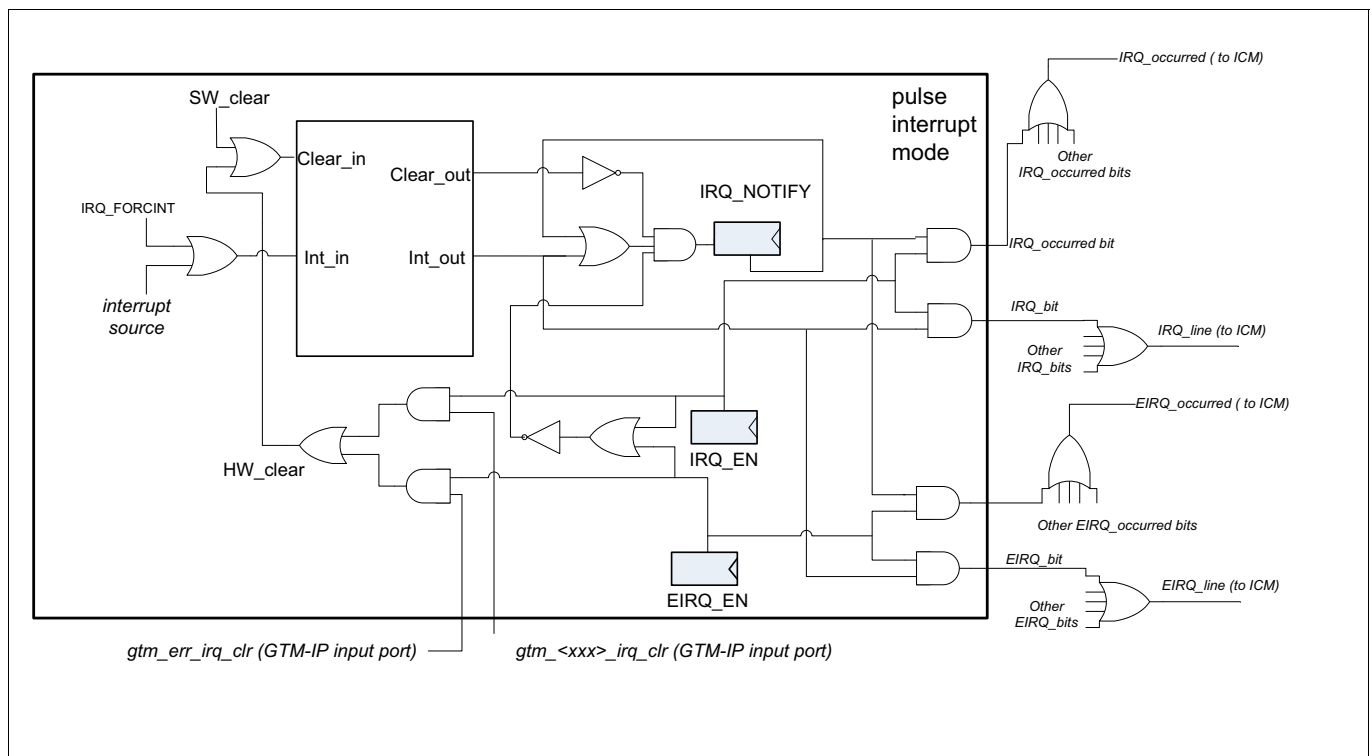 IRQ_occurred ( to ICM)
SW_clear
pulse
interrupt
mode
Clear_in
Clear_out
Other
IRQ_occurred bits
IRQ_NOTIFY
IRQ_FORCINT
Int_in
Int_out
IRQ_occurred bit
interrupt
source
IRQ_bit
IRQ_line (to ICM)
Other
IRQ_bits
EIRQ_occurred ( to ICM)
HW_clear
IRQ_EN
Other EIRQ_occurred bits
EIRQ_bit
EIRQ_line (to ICM)
EIRQ_EN
Other
EIRQ_bits
gtm_err_irq_clr (GTM-IP input port)
gtm_<xxx>_irq_clr (GTM-IP input port)